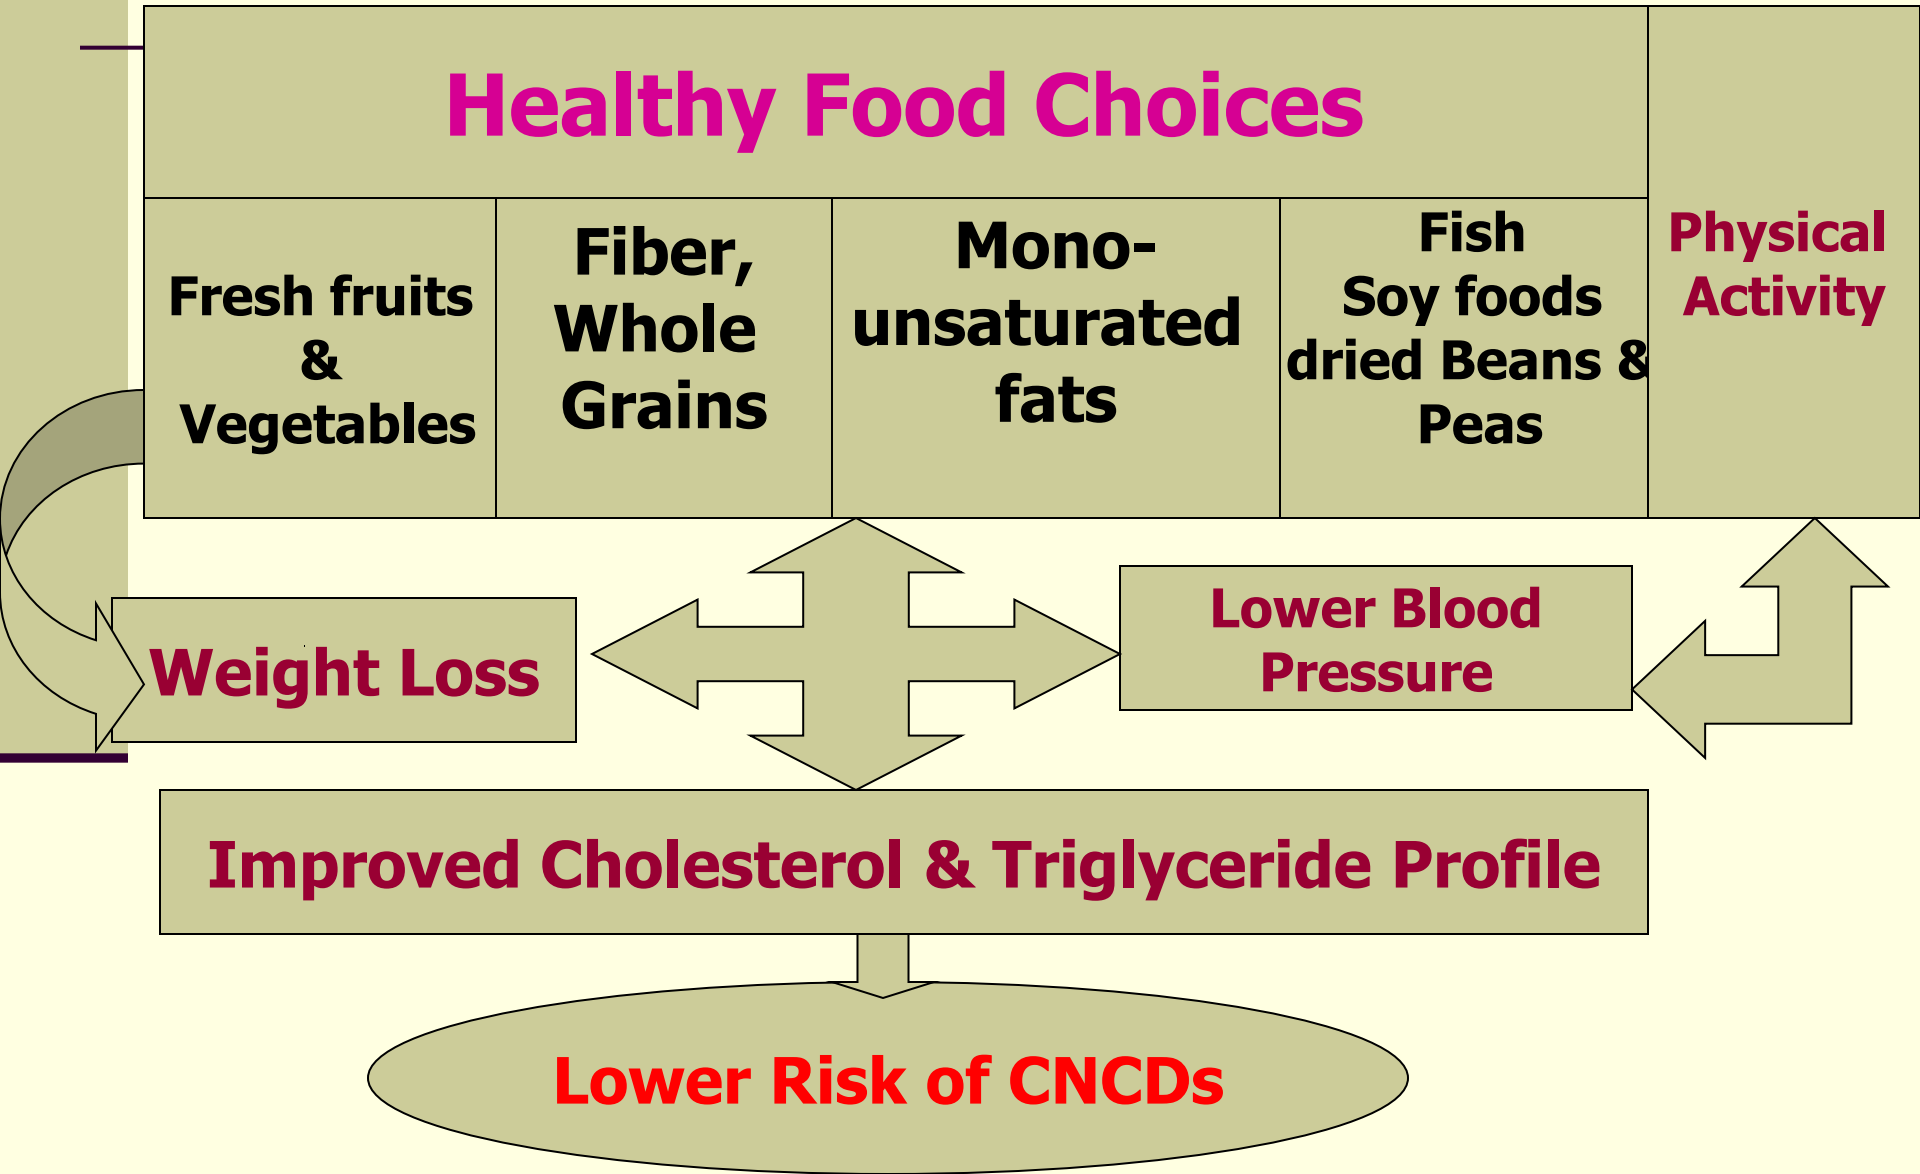 Healthy Food Choices
Fresh fruits
&
Vegetables
Fiber,
Whole
Grains
Mono-
unsaturated
fats
Fish
Soy foods
dried Beans &
Peas
Physical
Activity
Weight Loss
Lower Blood
Pressure
Improved Cholesterol & Triglyceride Profile
Lower Risk of CNCDs